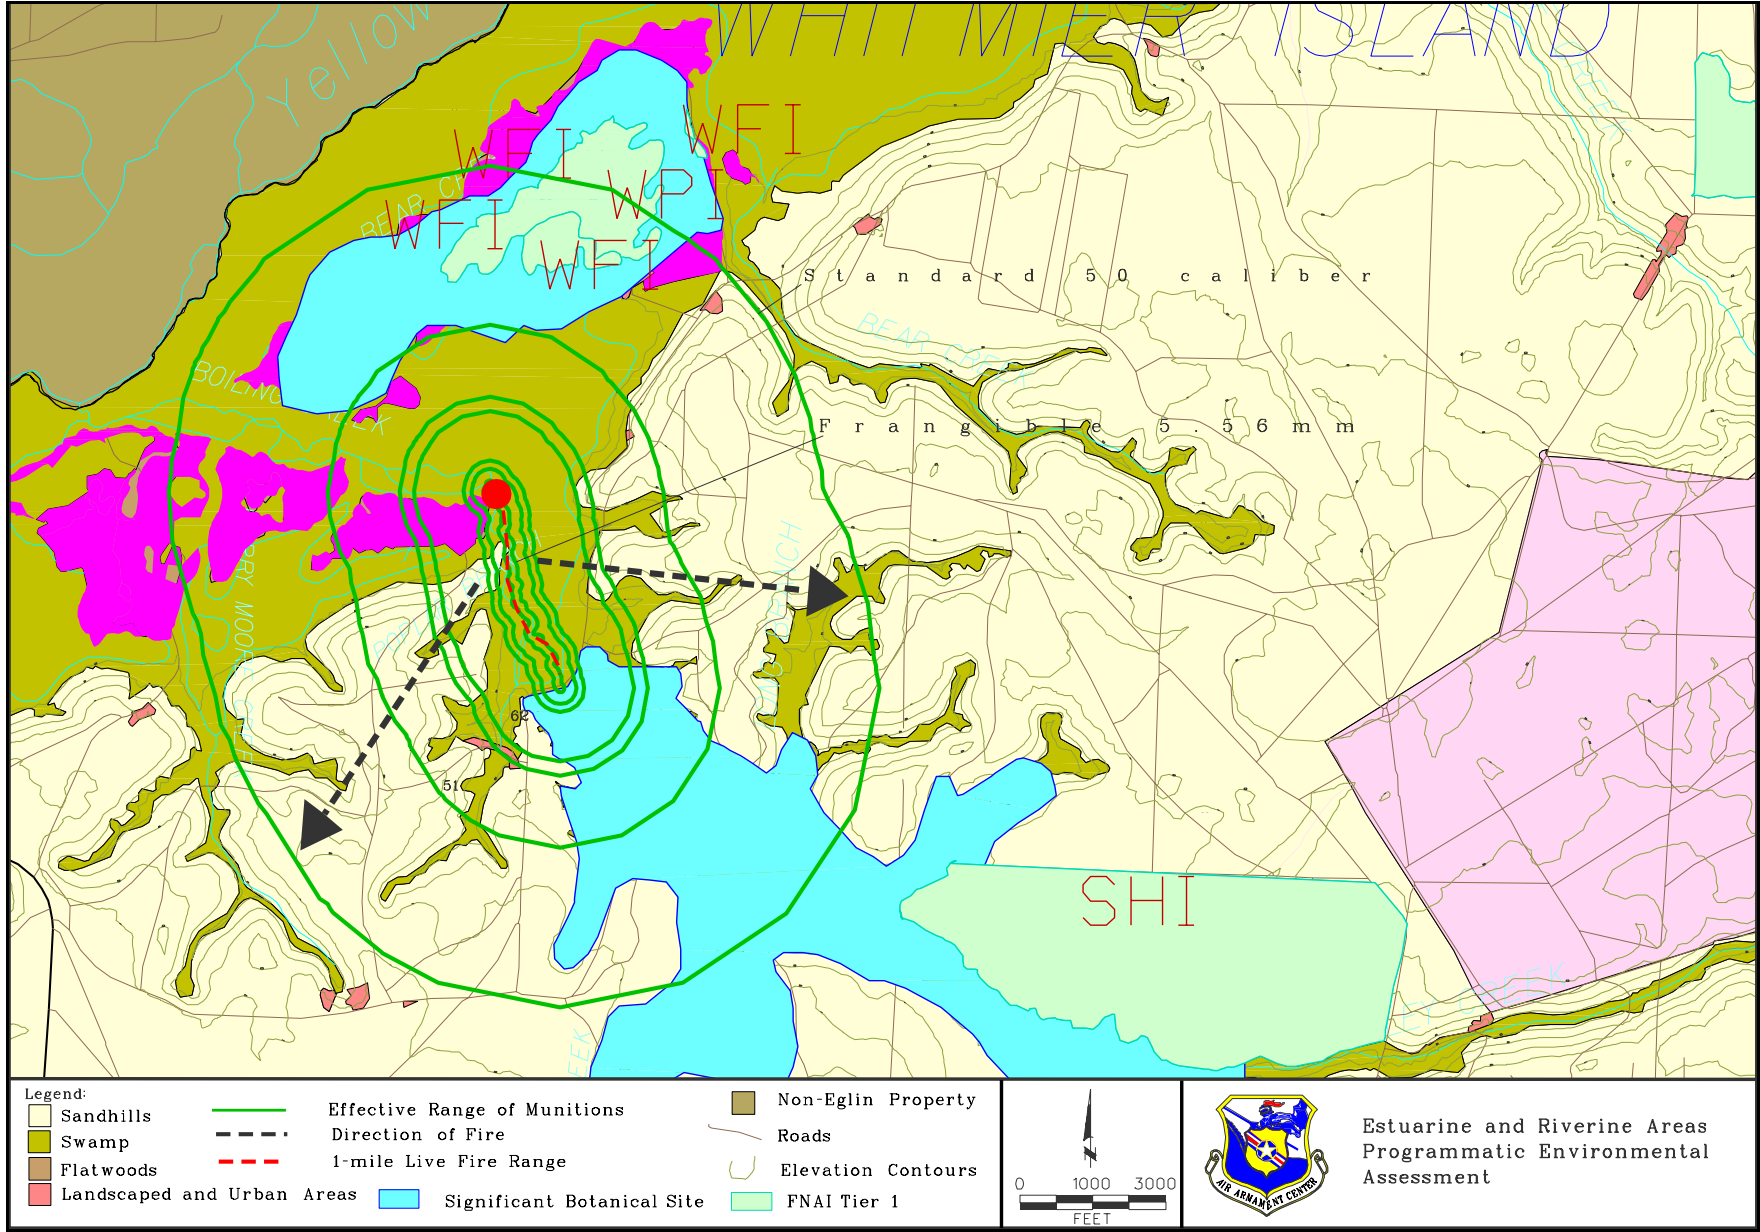 WHITMIER ISLAND
Yellow
WFI
WFI
WPI
WFI
WFI
BEAR CREEK
Standard 50 caliber
BEAR CREEK
BOILING CREEK
Frangible 5.56mm
BRANCH
62
51
SHI
CREEK
Legend:
Sandhills
Swamp
Flatwoods
Landscaped and Urban Areas
Effective Range of Munitions
Direction of Fire
1-mile Live Fire Range
Significant Botanical Site
Non-Eglin Property
Roads
Elevation Contours
FNAI Tier 1
0 1000 3000
FEET
N
AIR ARMAMENT CENTER
Estuarine and Riverine Areas
Programmatic Environmental
Assessment